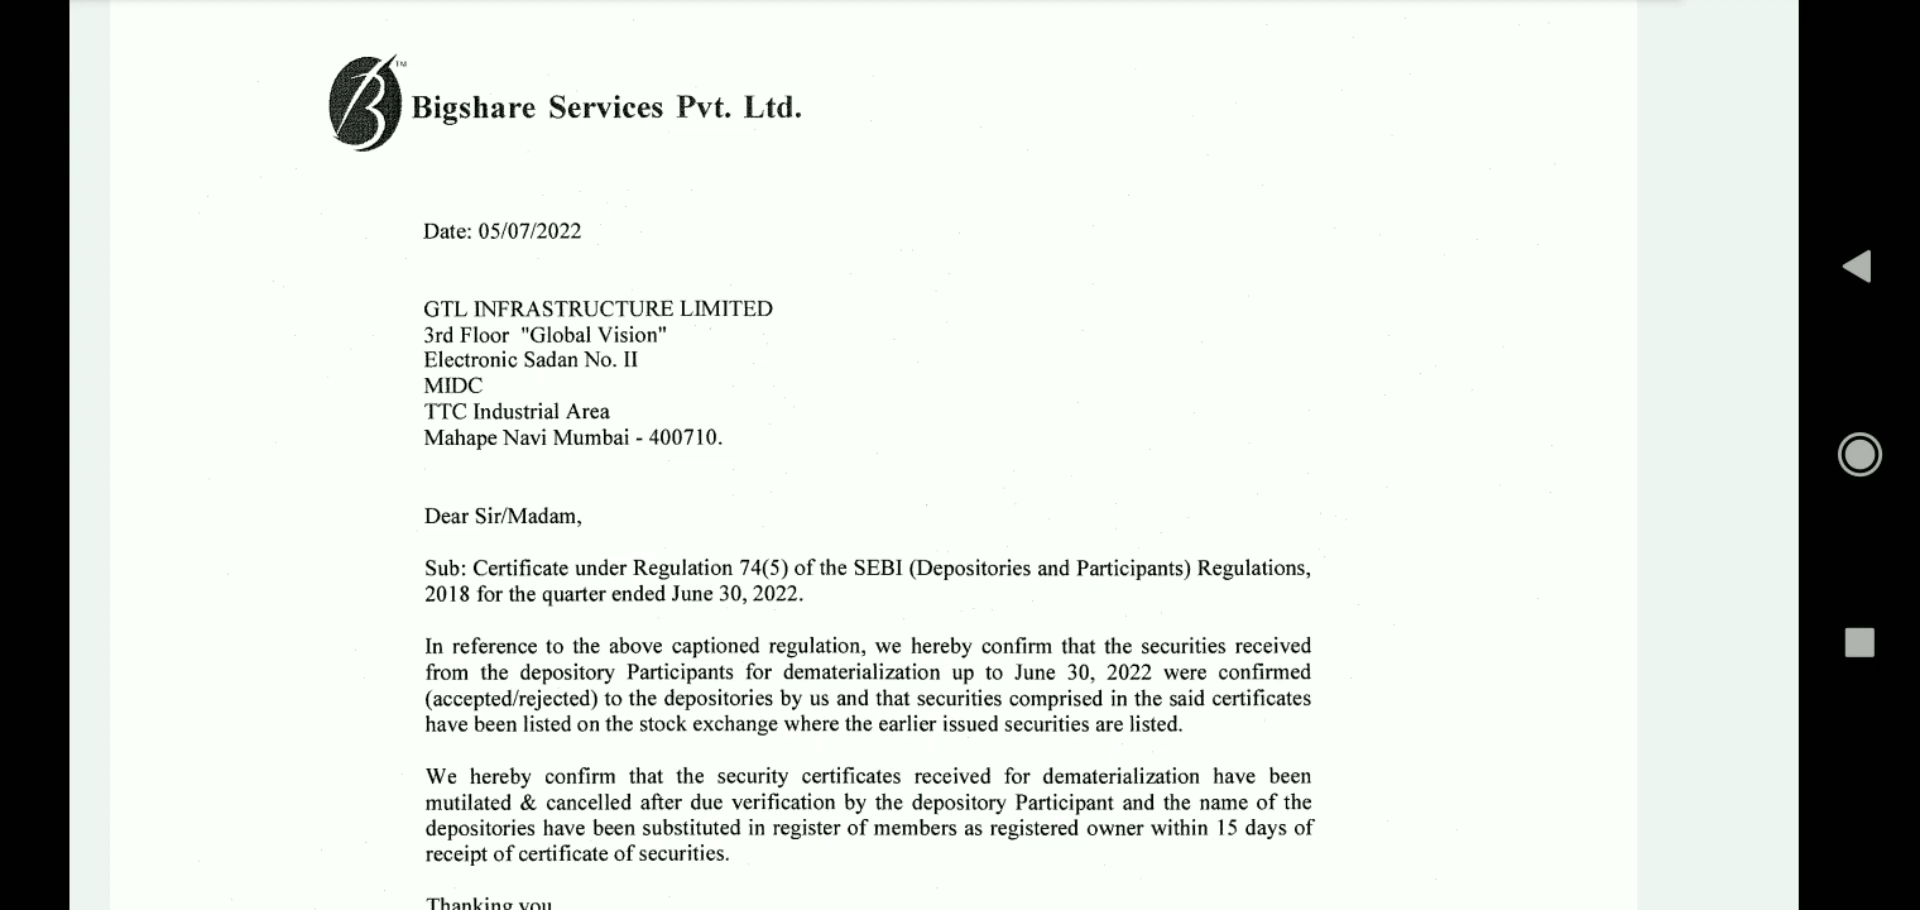 B
TM
Bigshare Services Pvt. Ltd.
Date: 05/07/2022
GTL INFRASTRUCTURE LIMITED
3rd Floor "Global Vision"
Electronic Sadan No. II
MIDC
TTC Industrial Area
Mahape Navi Mumbai - 400710.
Dear Sir/Madam,
Sub: Certificate under Regulation 74(5) of the SEBI (Depositories and Participants) Regulations,
2018 for the quarter ended June 30, 2022.
In reference to the above captioned regulation, we hereby confirm that the securities received
from the depository Participants for dematerialization up to June 30, 2022 were confirmed
(accepted/rejected) to the depositories by us and that securities comprised in the said certificates
have been listed on the stock exchange where the earlier issued securities are listed.
We hereby confirm that the security certificates received for dematerialization have been
mutilated & cancelled after due verification by the depository Participant and the name of the
depositories have been substituted in register of members as registered owner within 15 days of
receipt of certificate of securities.
Thanking you